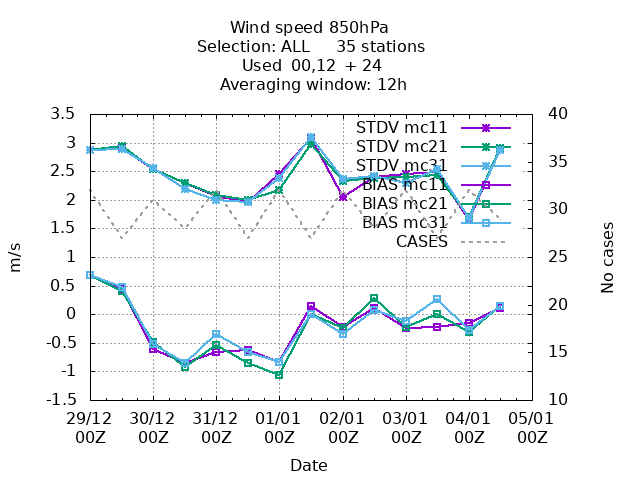 Wind speed 850hPa
Selection: ALL 35 stations
Used 00,12 + 24
Averaging window: 12h
3.5
3
2.5
2
1.5
1
0.5
0
-0.5
-1
-1.5
m/s
40
35
30
25
20
15
10
No cases
STDV mc11
STDV mc21
STDV mc31
BIAS mc11
BIAS mc21
BIAS mc31
CASES
29/12 30/12 31/12 01/01 02/01 03/01 04/01 05/01
00Z 00Z 00Z 00Z 00Z 00Z 00Z 00Z
Date